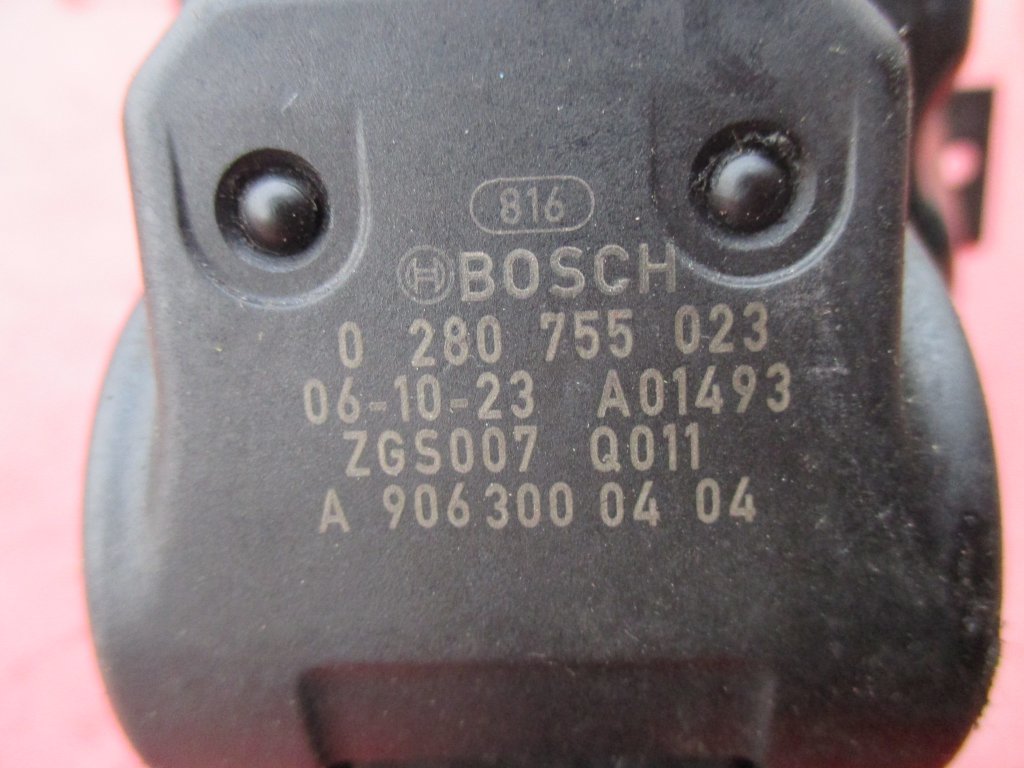 816
BOSCH
0 280 755 023
06-10-23 A01493
ZGS007 Q011
A 906 300 04 04